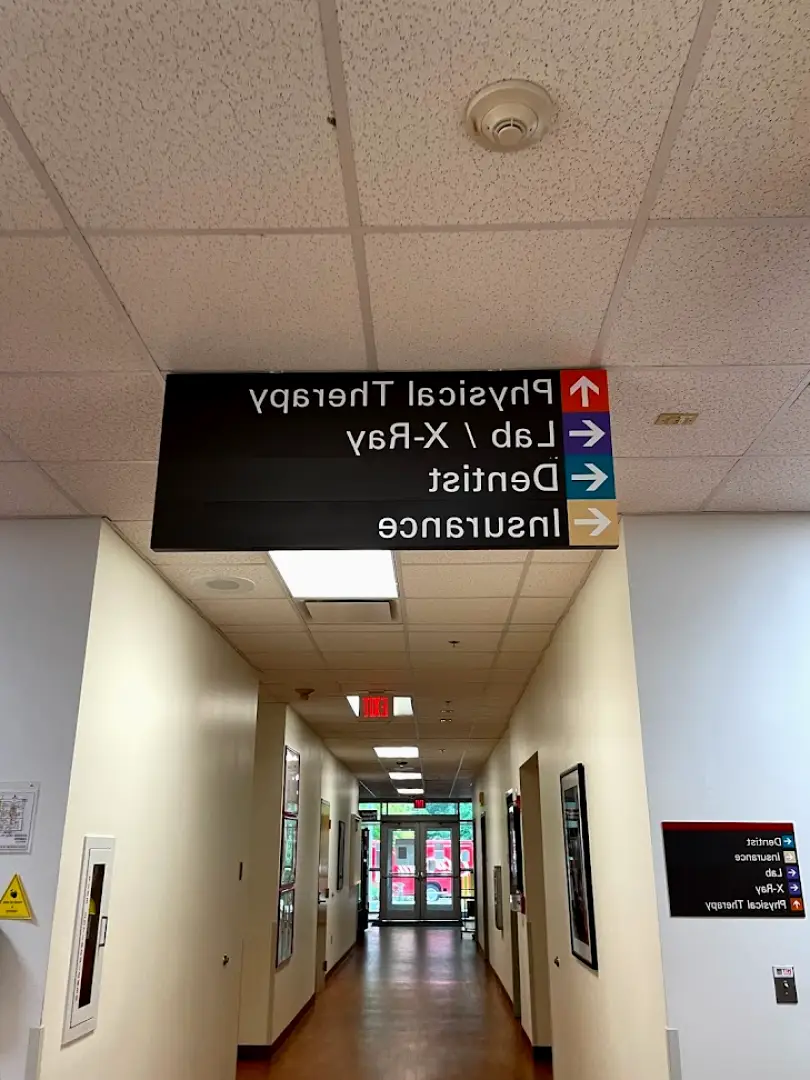 Physical Therapy
Lab / X-Ray
Dentist
Insurance
EXIT
Dentist
Insurance
Lab
X-Ray
Physical Therapy